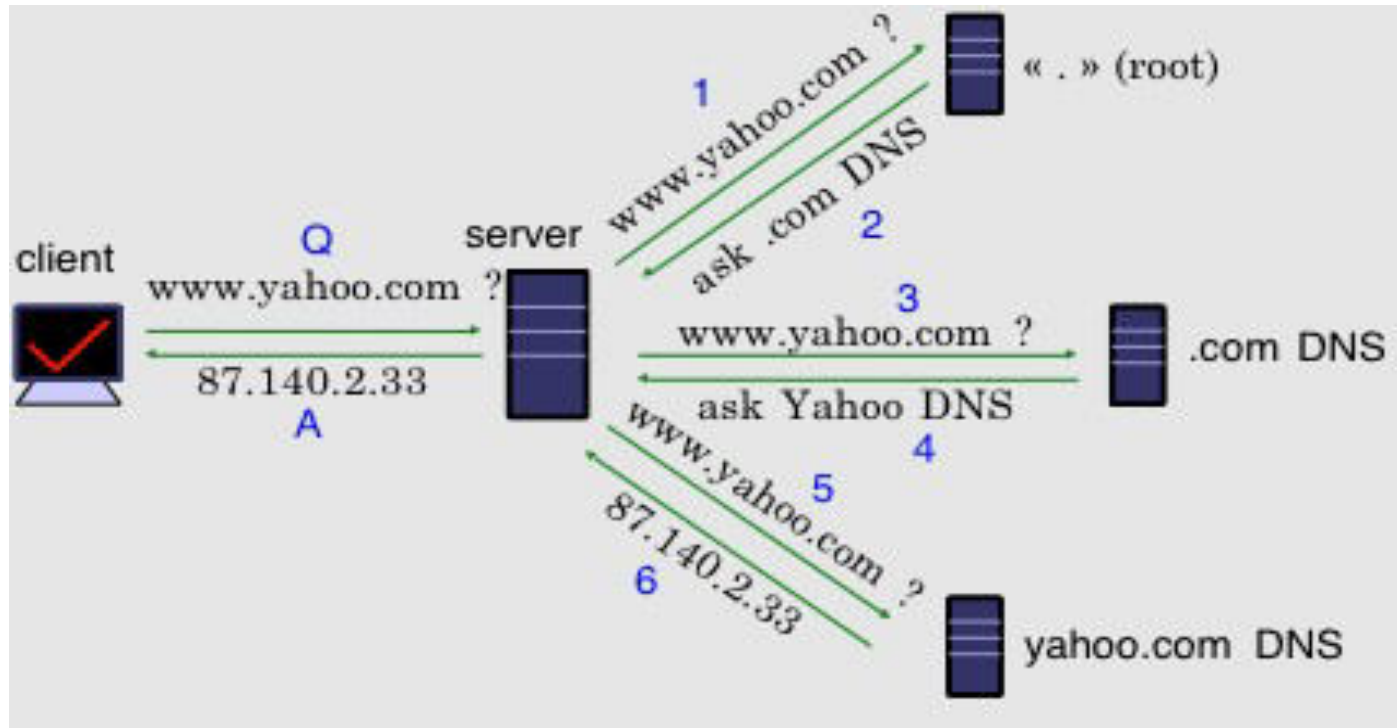 client
Q
www.yahoo.com ?
87.140.2.33
A
server
1
www.yahoo.com ?
ask .com DNS
2
« . » (root)
3
www.yahoo.com ?
ask Yahoo DNS
4
.com DNS
5
www.yahoo.com ?
87.140.2.33
6
yahoo.com DNS